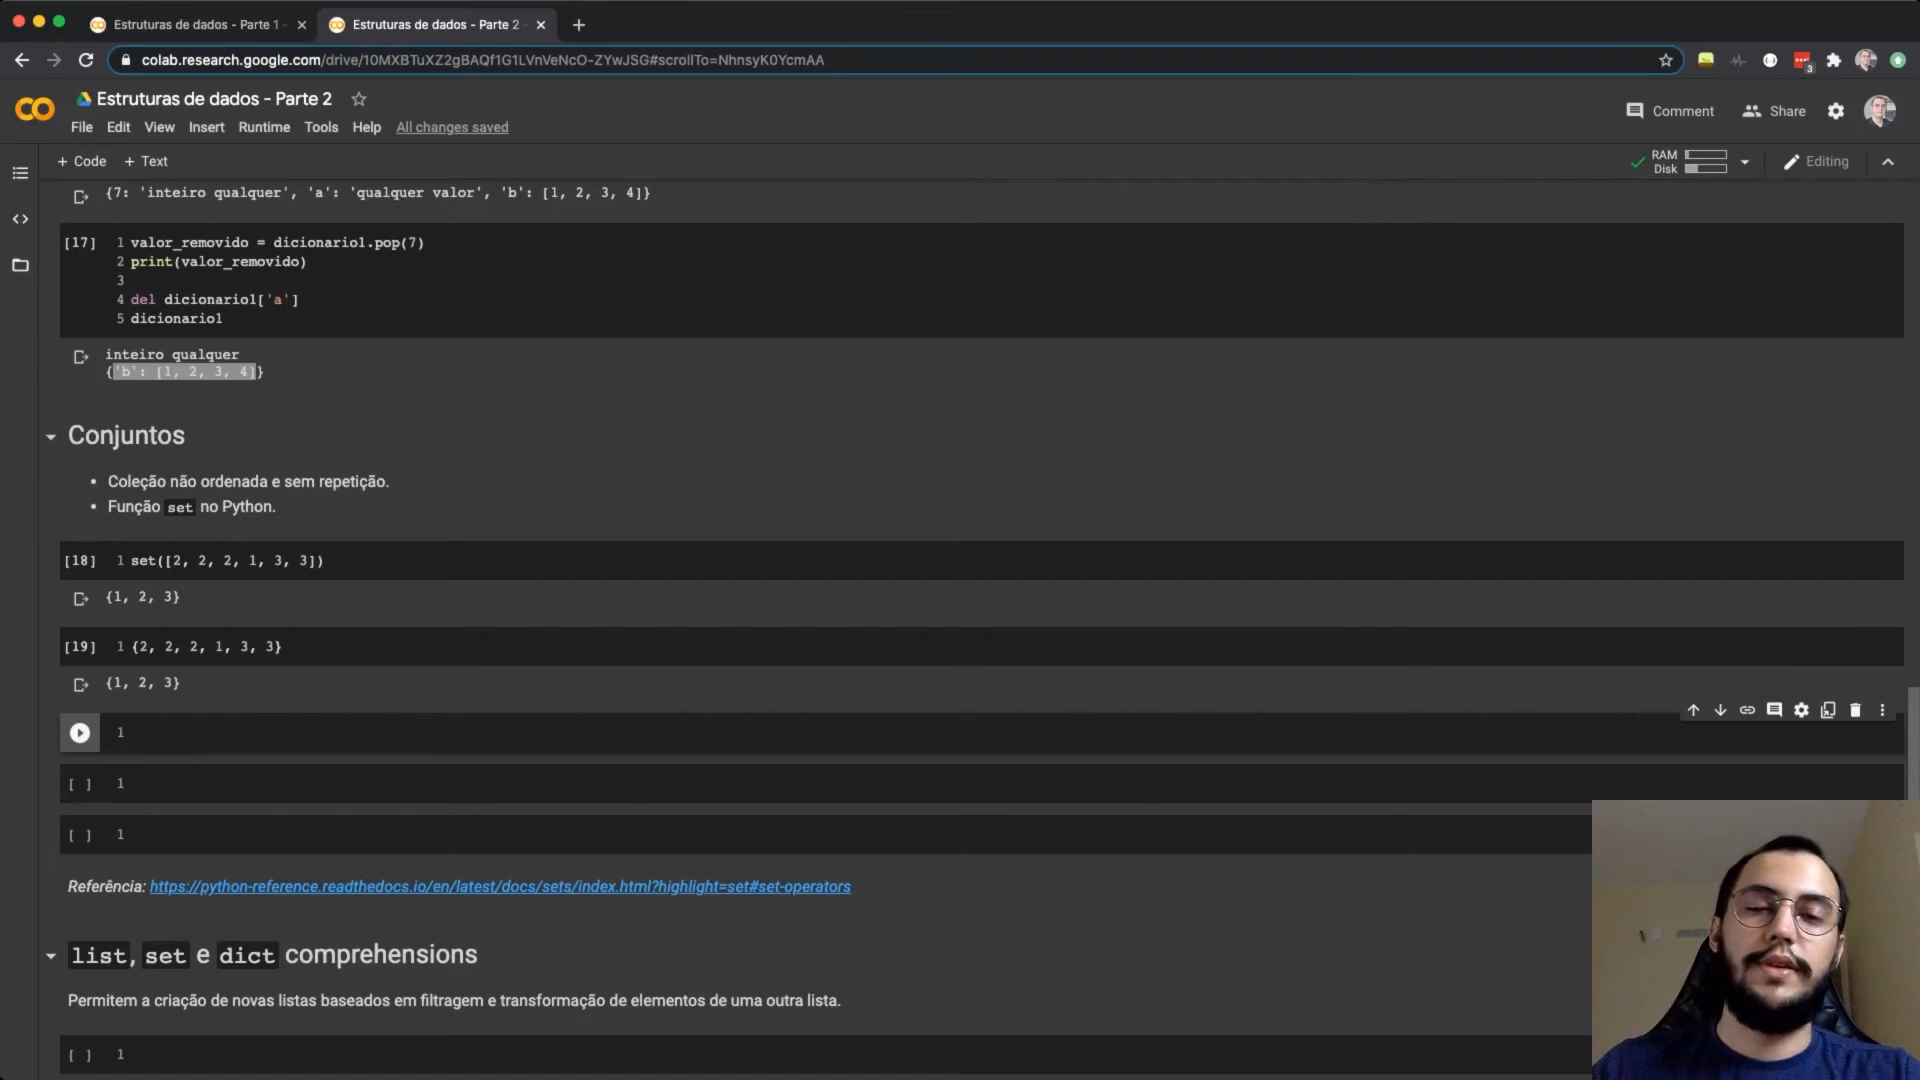 Estruturas de dados - Parte 1 -
Estruturas de dados - Parte 2 -
colab.research.google.com/drive/10MXBTuXZ2gBAQf1G1LVnVeNcO-ZYwJSG#scrollTo=NhnsyK0YcmAA
3
Estruturas de dados - Parte 2
File Edit View Insert Runtime Tools Help All changes saved
Comment Share
+ Code + Text
RAM
Disk
Editing
{7: 'inteiro qualquer', 'a': 'qualquer valor', 'b': [1, 2, 3, 4]}
[17] 1 valor_removido = dicionario1.pop(7)
2 print(valor_removido)
3
4 del dicionario1['a']
5 dicionario1
inteiro qualquer
{'b': [1, 2, 3, 4]}
Conjuntos
• Coleção não ordenada e sem repetição.
• Função set no Python.
[18] 1 set([2, 2, 2, 1, 3, 3])
{1, 2, 3}
[19] 1 {2, 2, 2, 1, 3, 3}
{1, 2, 3}
1
[ ] 1
[ ] 1
Referência: https://python-reference.readthedocs.io/en/latest/docs/sets/index.html?highlight=set#set-operators
list, set e dict comprehensions
Permitem a criação de novas listas baseados em filtragem e transformação de elementos de uma outra lista.
[ ] 1